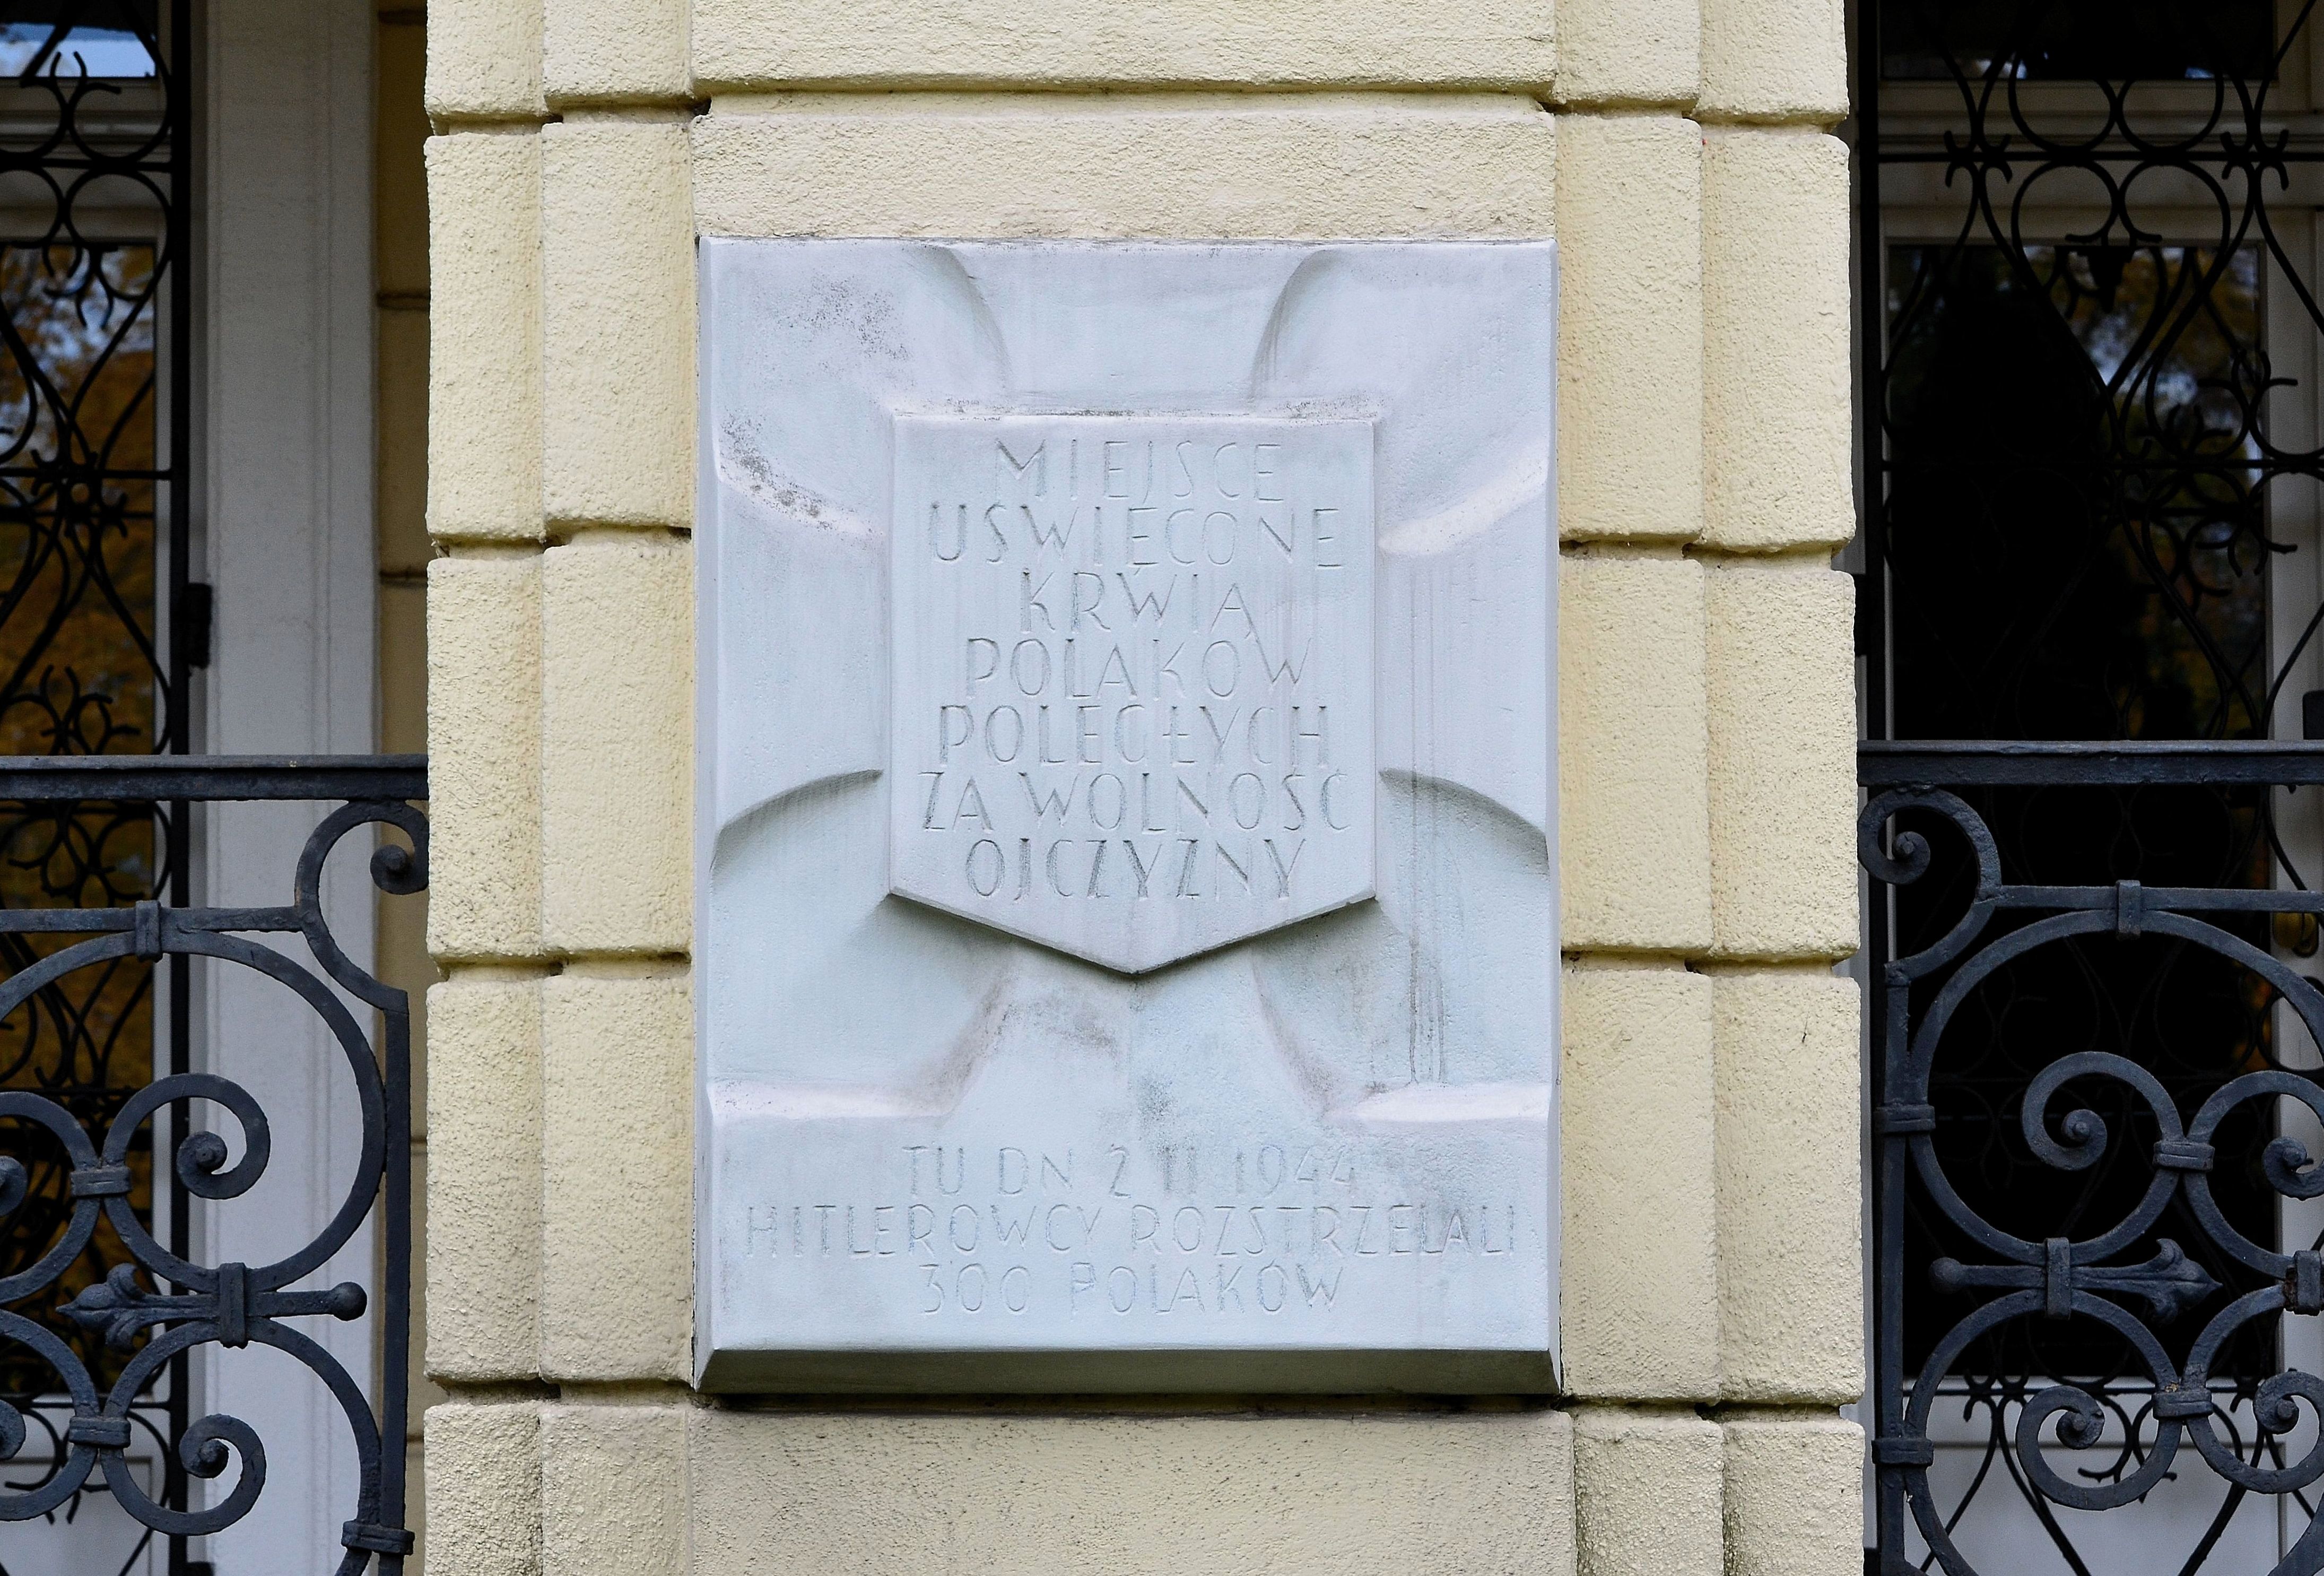 MIEJSCE
UŚWIĘCONE
KRWIĄ
POLAKÓW
POLEGŁYCH
ZA WOLNOŚĆ
OJCZYZNY
TU DN 2 II 1944
HITLEROWCY ROZSTRZELALI
300 POLAKÓW